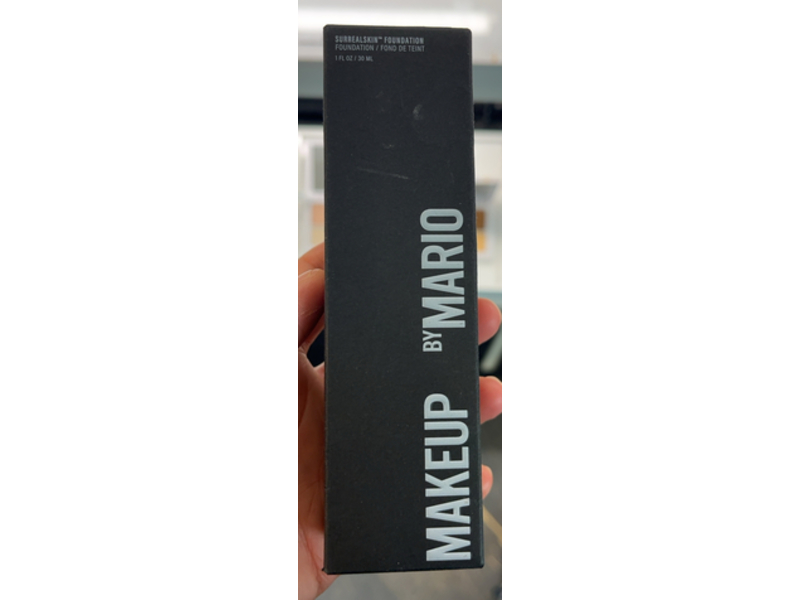 SURREALSKIN™ FOUNDATION
FOUNDATION / FOND DE TEINT
1 FL OZ / 30 ML
MAKEUP BY MARIO